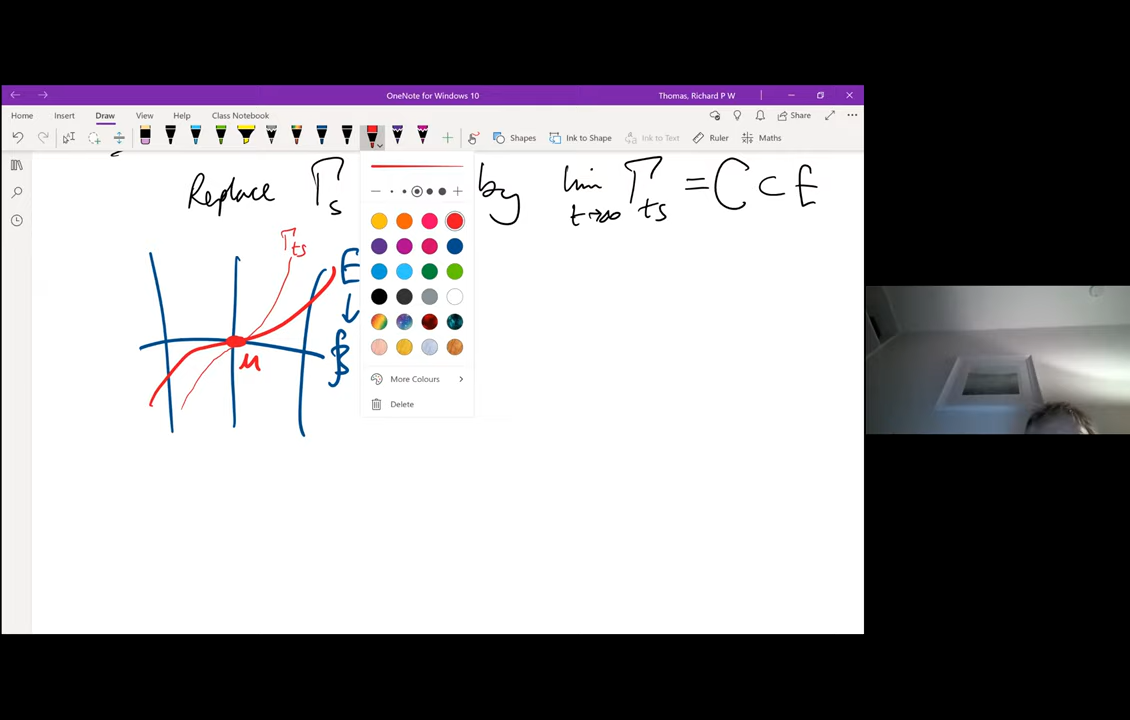 OneNote for Windows 10
Thomas, Richard P W
Home Insert Draw View Help Class Notebook Share
Shapes Ink to Shape Ink to Text Ruler Maths
Replace Γs by lim t→∞ Γts = C ⊂ E
Γts
E
↓
M
More Colours
Delete